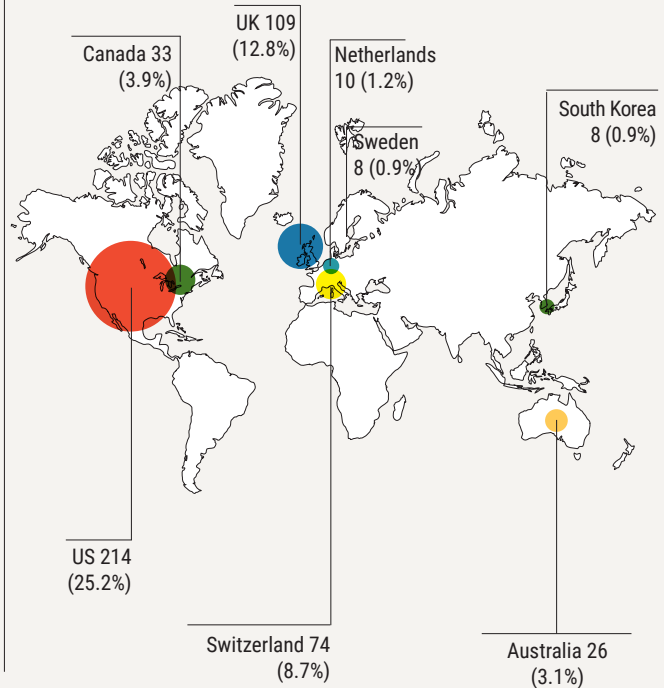 UK 109
(12.8%)
Canada 33
(3.9%)
Netherlands
10 (1.2%)
Sweden
8 (0.9%)
South Korea
8 (0.9%)
US 214
(25.2%)
Switzerland 74
(8.7%)
Australia 26
(3.1%)